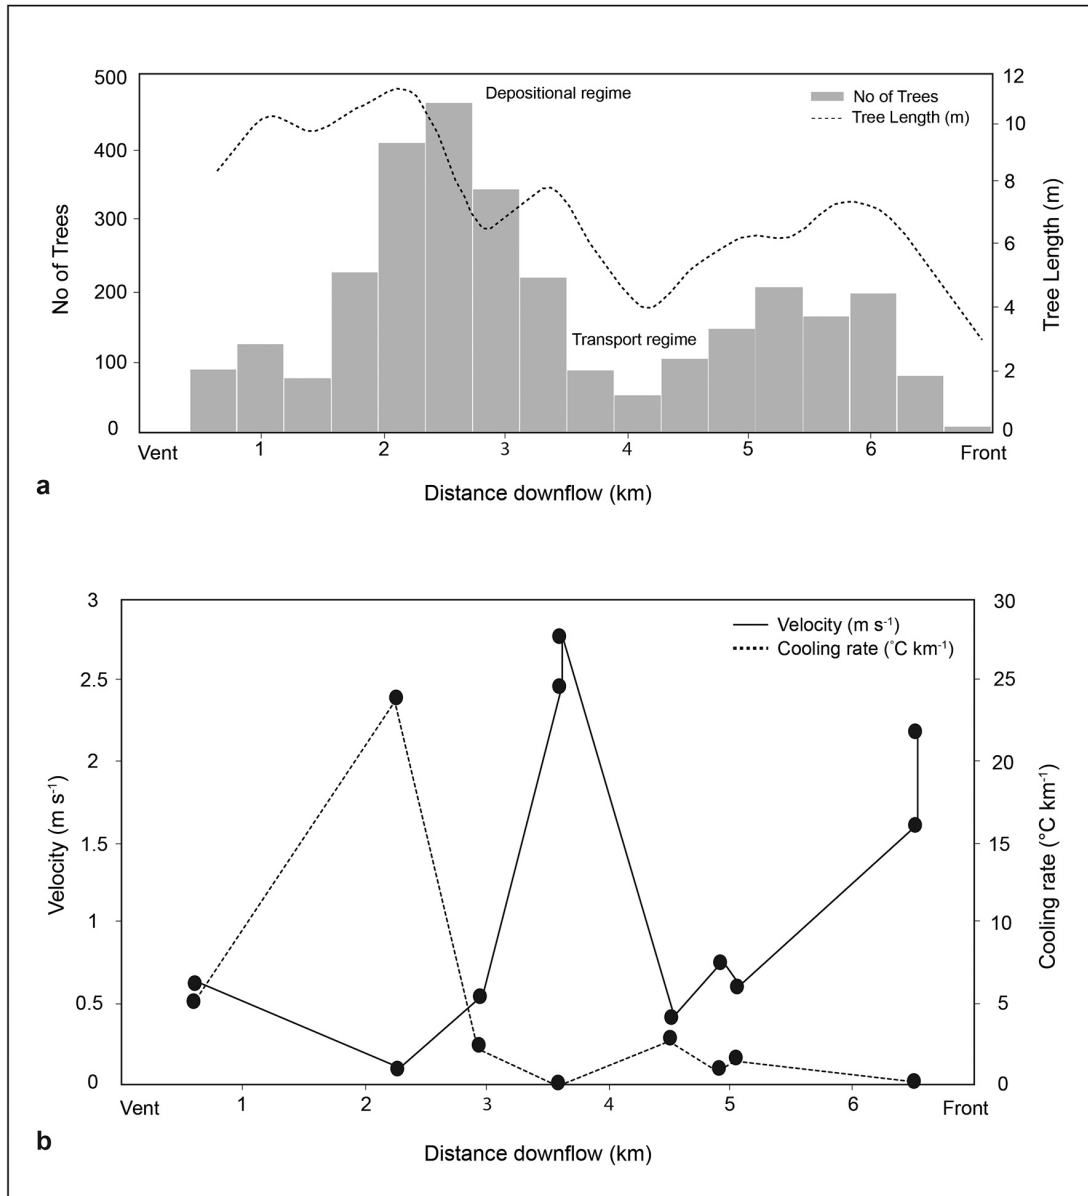 500
400
300
200
100
0
No of Trees
Depositional regime
Transport regime
No of Trees
Tree Length (m)
12
10
8
6
4
2
0
Tree Length (m)
Vent 1 2 3 4 5 6 Front
a
Distance downflow (km)
3
2.5
2
1.5
1
0.5
0
Velocity (m s-1)
Velocity (m s-1)
Cooling rate (°C km-1)
30
25
20
15
10
5
0
Cooling rate (°C km-1)
Vent 1 2 3 4 5 6 Front
b
Distance downflow (km)